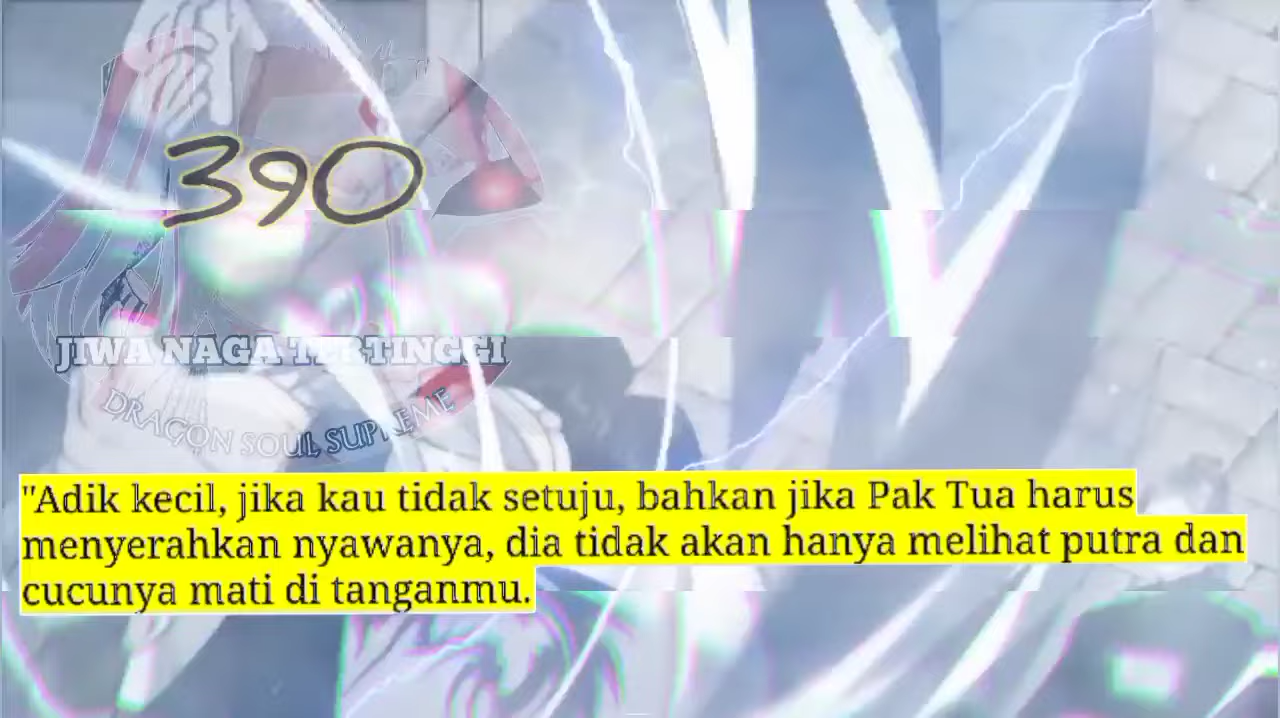 390
JIWA NAGA TERTINGGI
DRAGON SOUL SUPREME
"Adik kecil, jika kau tidak setuju, bahkan jika Pak Tua harus
menyerahkan nyawanya, dia tidak akan hanya melihat putra dan
cucunya mati di tanganmu.